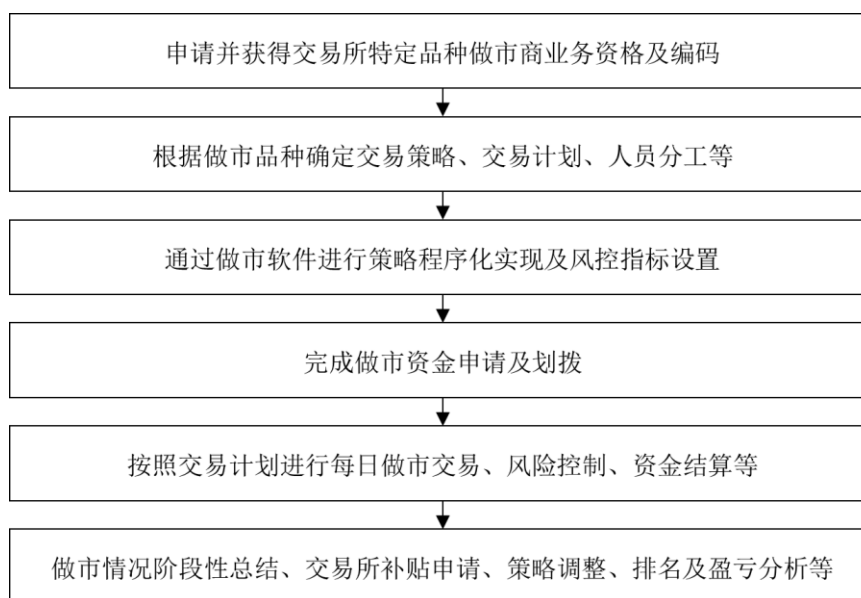 申请并获得交易所特定品种做市商业务资格及编码
根据做市品种确定交易策略、交易计划、人员分工等
通过做市软件进行策略程序化实现及风控指标设置
完成做市资金申请及划拨
按照交易计划进行每日做市交易、风险控制、资金结算等
做市情况阶段性总结、交易所补贴申请、策略调整、排名及盈亏分析等